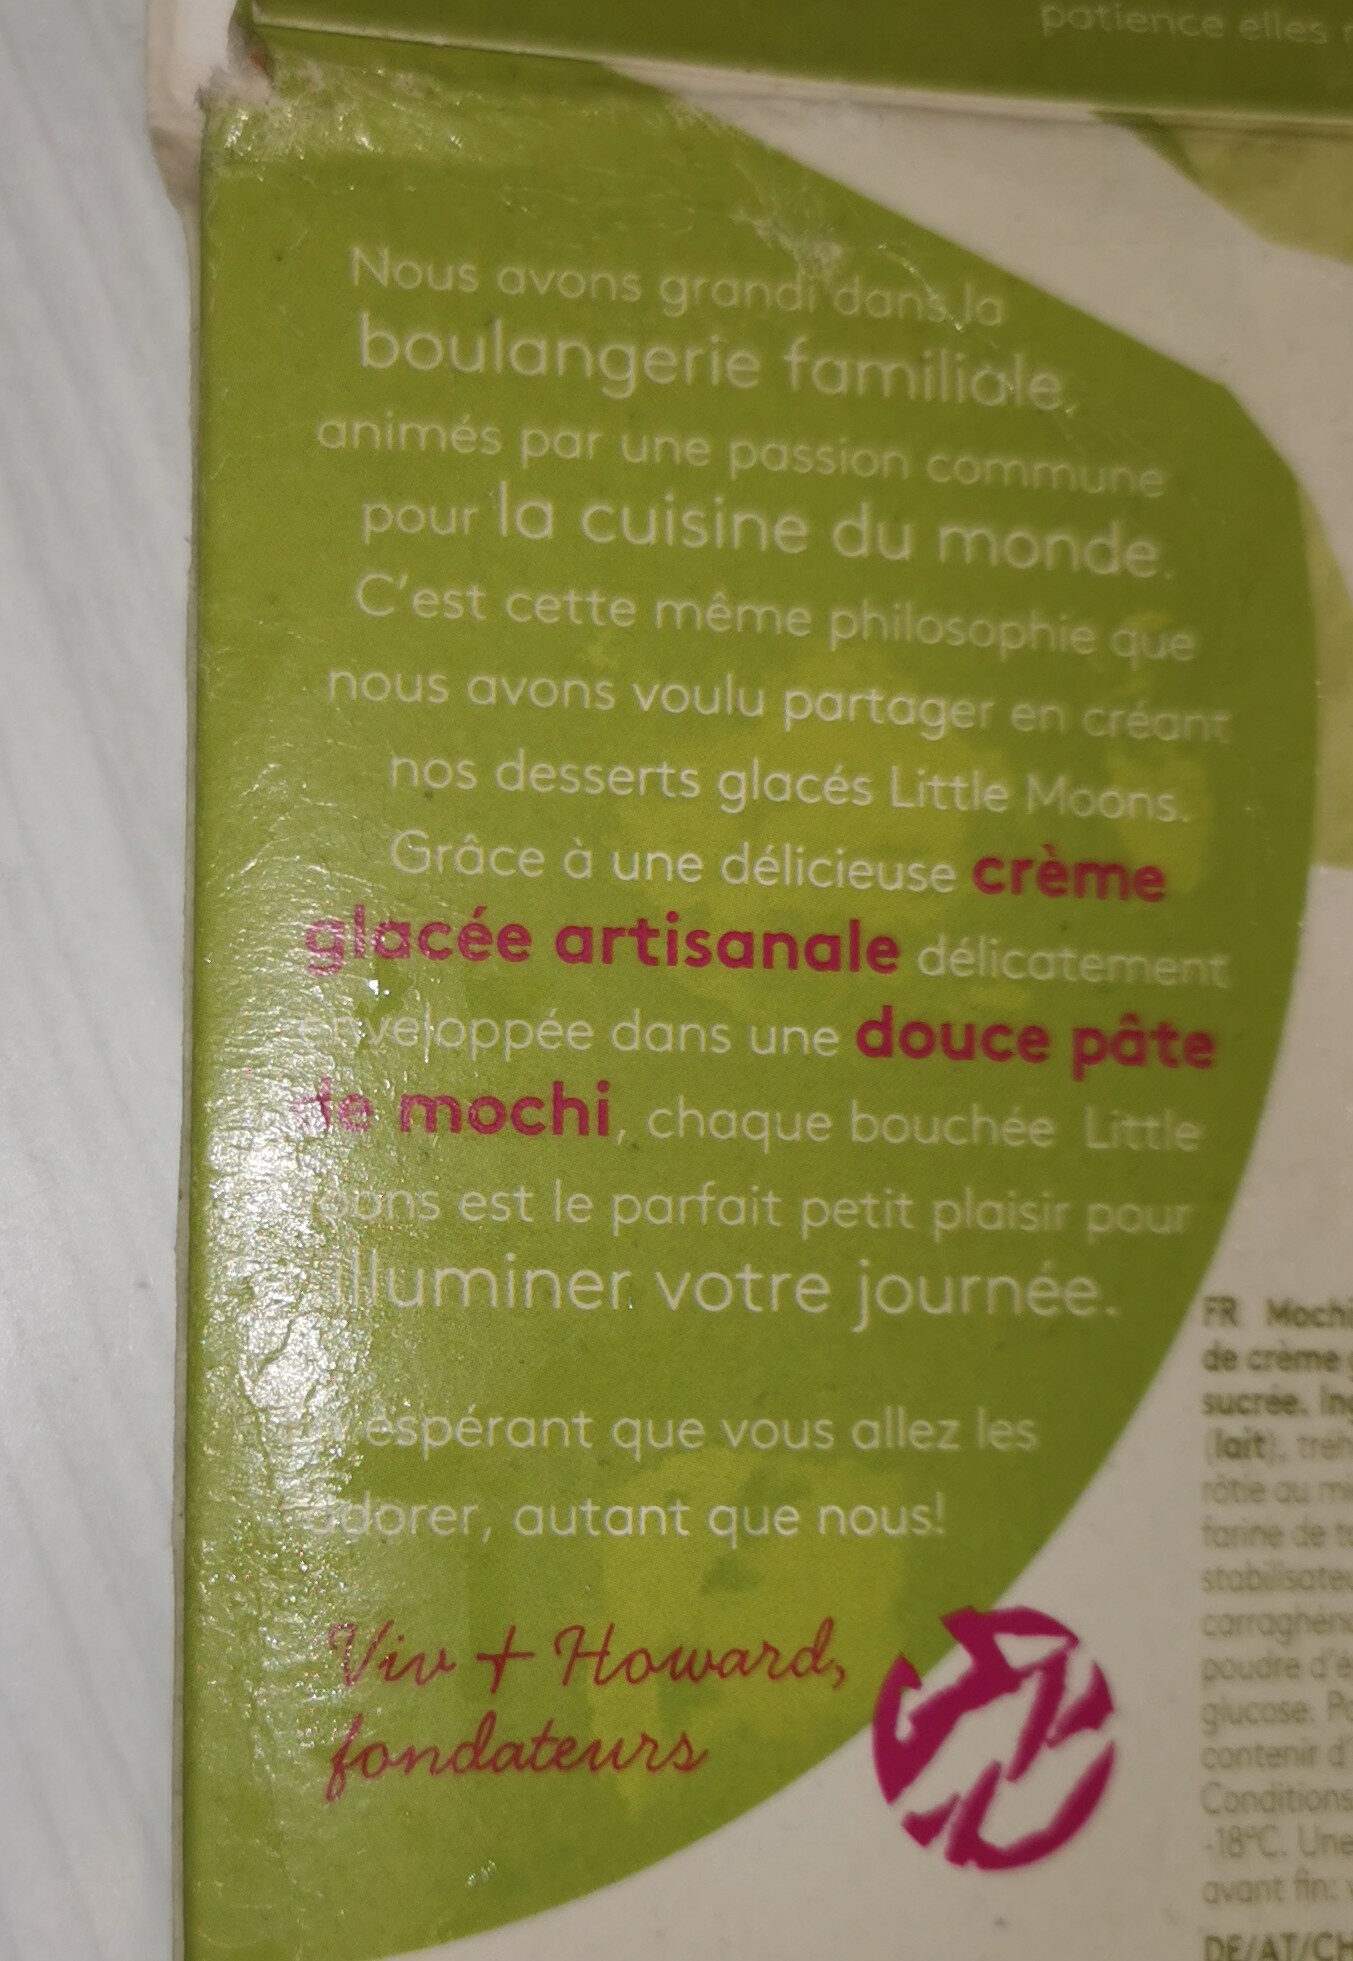 patience elles
Nous avons grandi dans la
boulangerie familiale,
animés par une passion commune
pour la cuisine du monde.
C'est cette même philosophie que
nous avons voulu partager en créant
nos desserts glacés Little Moons.
Grâce à une délicieuse crème
glacée artisanale délicatement
enveloppée dans une douce pâte
de mochi, chaque bouchée Little
oons est le parfait petit plaisir pour
illuminer votre journée.
espérant que vous allez les
adorer, autant que nous!
Viv + Howard,
fondateurs
FR Mochi
de crème
sucrée.
(lait),
rôtie au
farine de
poudre
glucose.
contenir
Conditions
-18°C. Une
avant fin:
DE/AT/CH